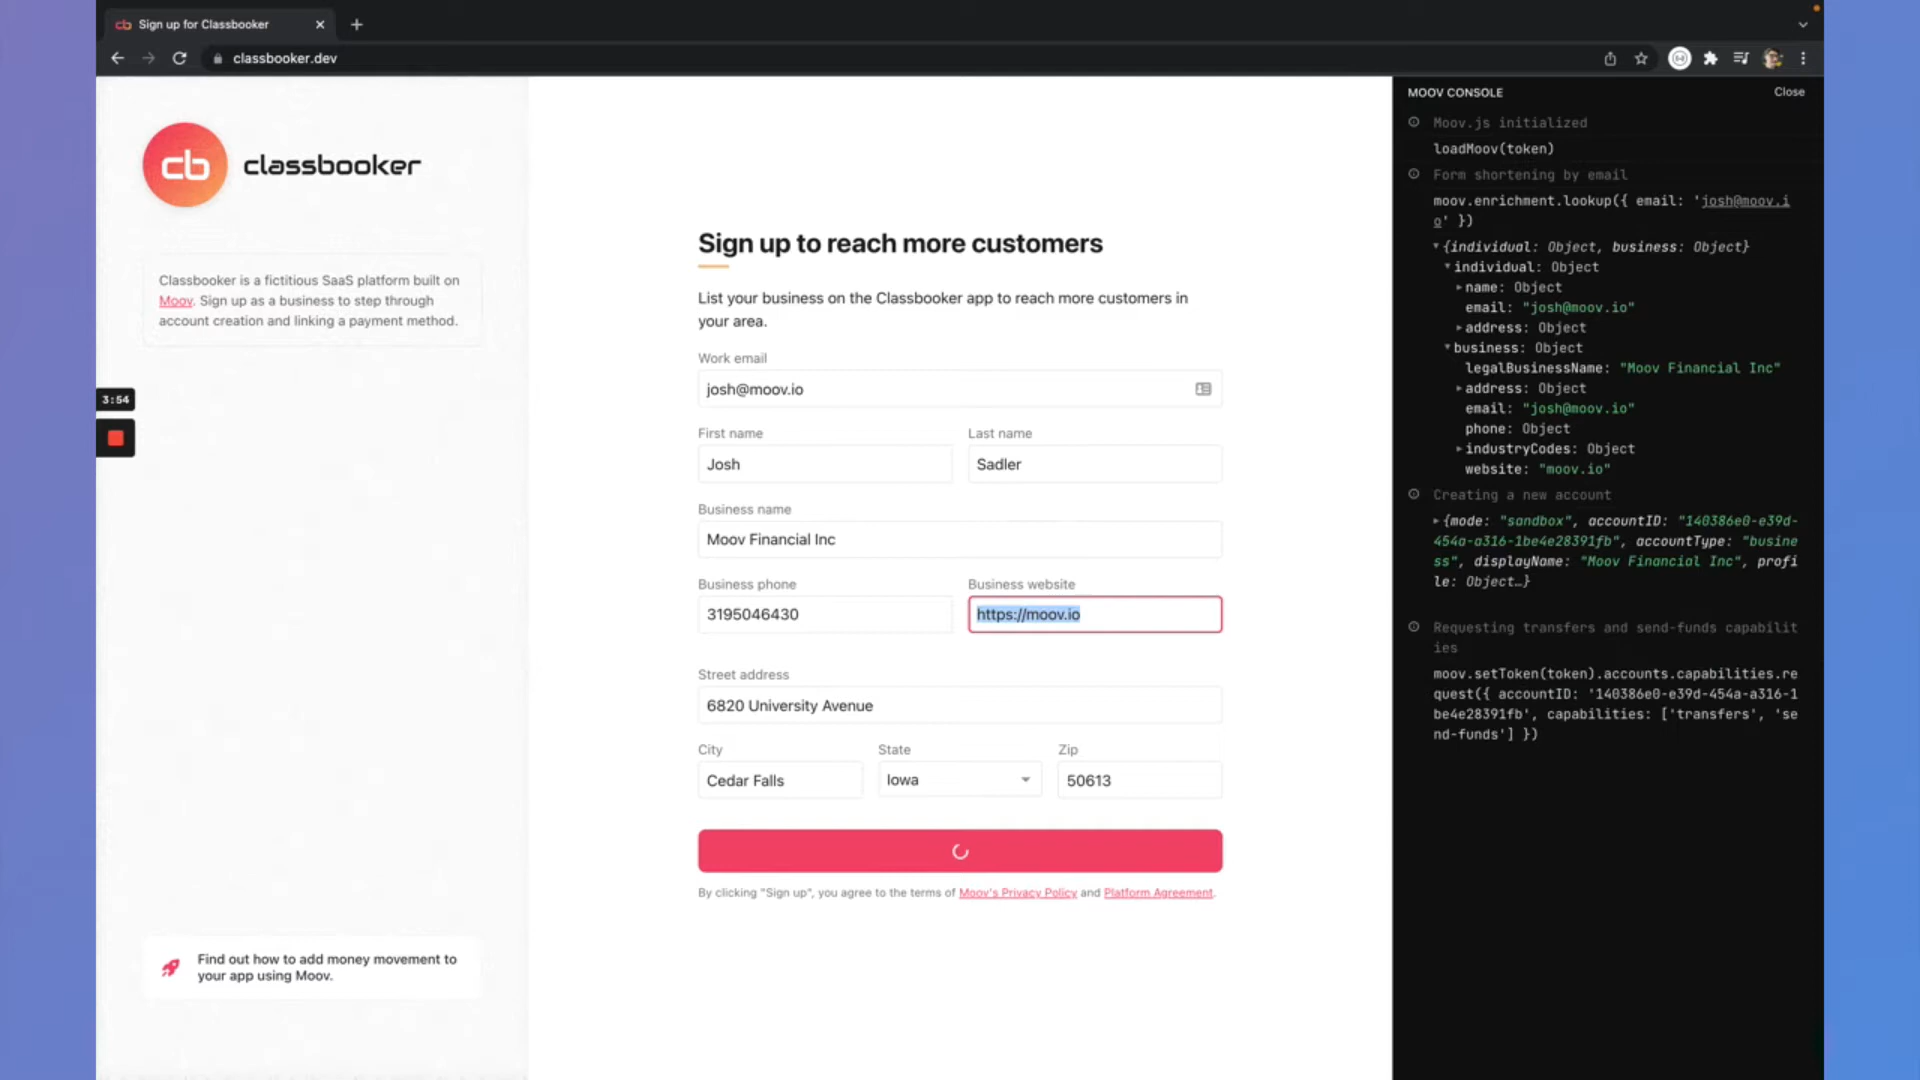 Sign up for Classbooker
classbooker.dev
cb classbooker
Classbooker is a fictitious SaaS platform built on
Moov. Sign up as a business to step through
account creation and linking a payment method.
3:54
Find out how to add money movement to
your app using Moov.
Sign up to reach more customers
List your business on the Classbooker app to reach more customers in
your area.
Work email
josh@moov.io
First name
Last name
Josh
Sadler
Business name
Moov Financial Inc
Business phone
Business website
3195046430
https://moov.io
Street address
6820 University Avenue
City
State
Zip
Cedar Falls
Iowa
50613
By clicking "Sign up", you agree to the terms of Moov's Privacy Policy and Platform Agreement.
MOOV CONSOLE
Close
Moov.js initialized
loadMoov(token)
Form shortening by email
moov.enrichment.lookup({ email: 'josh@moov.i
o' })
{individual: Object, business: Object}
individual: Object
name: Object
email: "josh@moov.io"
address: Object
business: Object
legalBusinessName: "Moov Financial Inc"
address: Object
email: "josh@moov.io"
phone: Object
industryCodes: Object
website: "moov.io"
Creating a new account
{mode: "sandbox", accountID: "140386e0-e39d-
454a-a316-1be4e28391fb", accountType: "busine
ss", displayName: "Moov Financial Inc", profi
le: Object…}
Requesting transfers and send-funds capabilit
ies
moov.setToken(token).accounts.capabilities.re
quest({ accountID: '140386e0-e39d-454a-a316-1
be4e28391fb', capabilities: ['transfers', 'se
nd-funds'] })